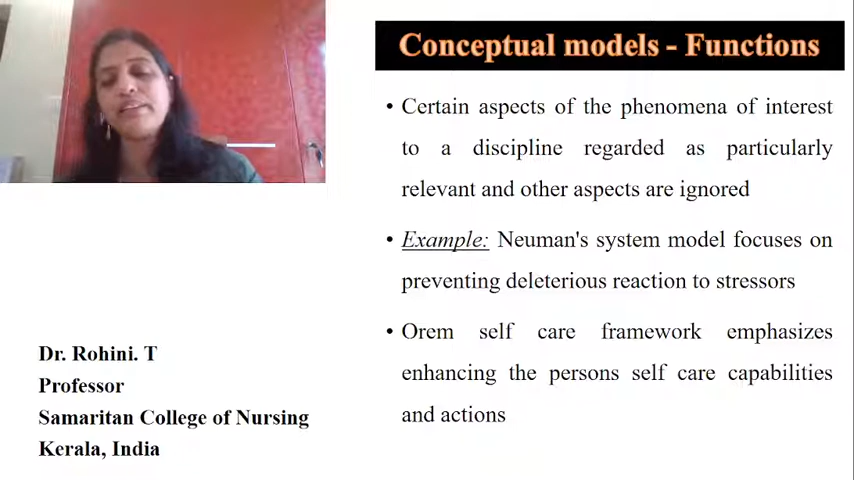 Conceptual models - Functions
• Certain aspects of the phenomena of interest
to a discipline regarded as particularly
relevant and other aspects are ignored
• Example: Neuman's system model focuses on
preventing deleterious reaction to stressors
• Orem self care framework emphasizes
enhancing the persons self care capabilities
and actions
Dr. Rohini. T
Professor
Samaritan College of Nursing
Kerala, India